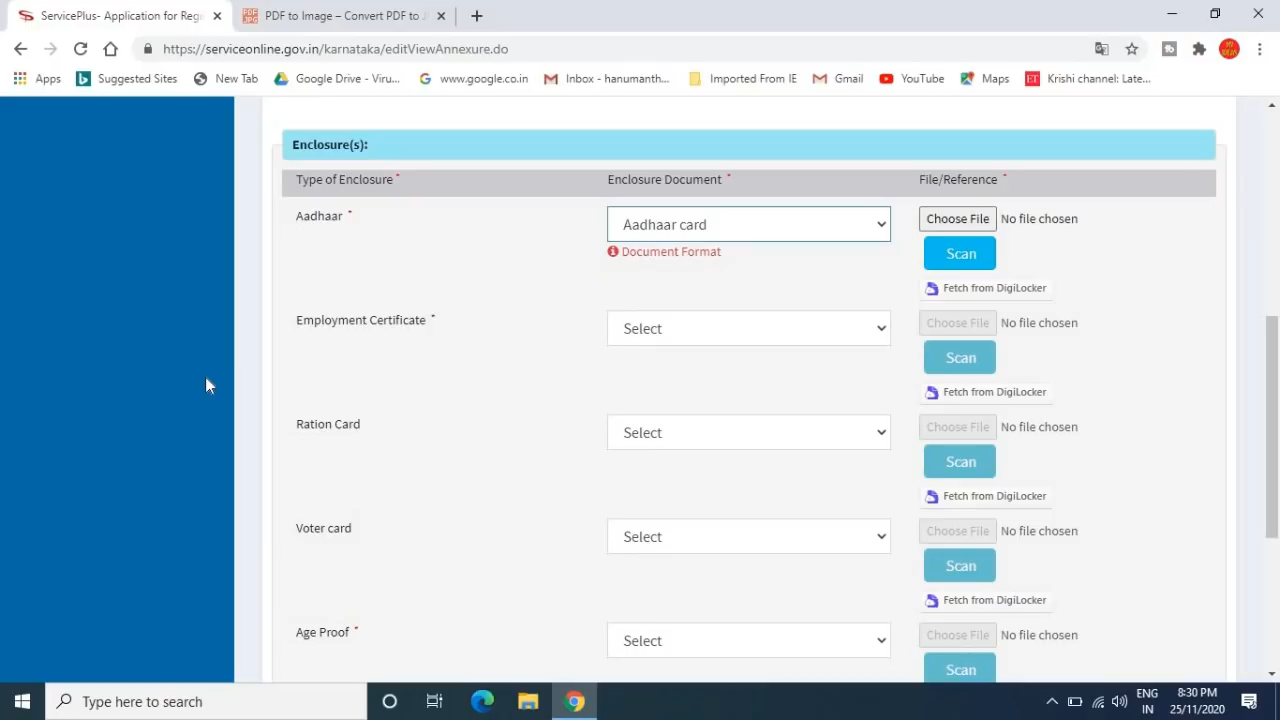 ServicePlus- Application for Reg
PDF to Image – Convert PDF to J
https://serviceonline.gov.in/karnataka/editViewAnnexure.do
Apps
Suggested Sites
New Tab
Google Drive - Viru...
www.google.co.in
Inbox - hanumanth...
Imported From IE
Gmail
YouTube
Maps
Krishi channel: Late...
Enclosure(s):
Type of Enclosure * Enclosure Document * File/Reference *
Aadhaar * Aadhaar card Choose File No file chosen
Document Format Scan
Fetch from DigiLocker
Employment Certificate * Select Choose File No file chosen
Scan
Fetch from DigiLocker
Ration Card Select Choose File No file chosen
Scan
Fetch from DigiLocker
Voter card Select Choose File No file chosen
Scan
Fetch from DigiLocker
Age Proof * Select Choose File No file chosen
Scan
Type here to search
ENG
IN
8:30 PM
25/11/2020